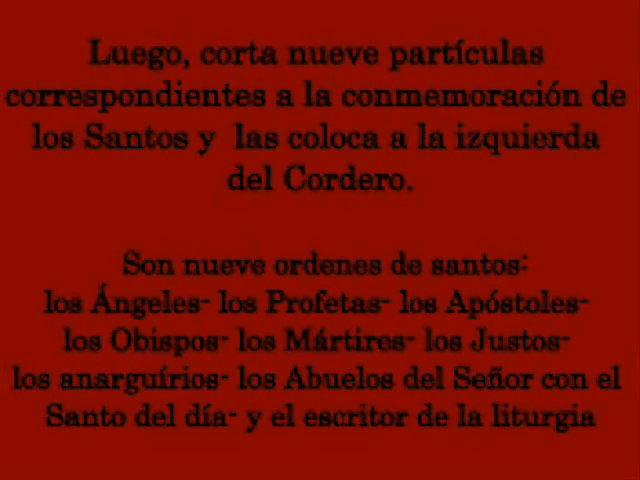 Luego, corta nueve partículas
correspondientes a la conmemoración de
los Santos y las coloca a la izquierda
del Cordero.
Son nueve ordenes de santos:
los Ángeles- los Profetas- los Apóstoles-
los Obispos- los Mártires- los Justos-
los anarguírios- los Abuelos del Señor con el
Santo del día- y el escritor de la liturgia